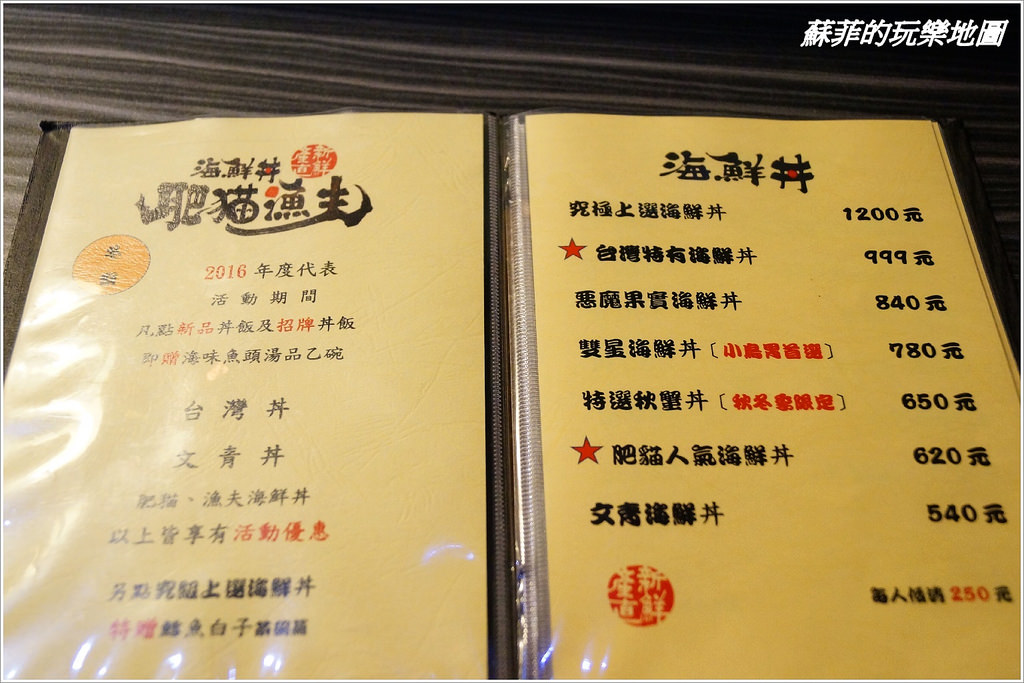 蘇菲的玩樂地圖
海鮮丼
新鮮產直
肥猫漁夫
2016 年度代表
活動期間
凡點新品丼飯及招牌丼飯
即贈海味魚頭湯品乙碗
台灣丼
文青丼
肥猫、漁夫海鮮丼
以上皆享有活動優惠
另點究極上選海鮮丼
特贈鱈魚白子
海鮮丼
究極上選海鮮丼 1200元
★台灣特有海鮮丼 999元
惡魔果實海鮮丼 840元
雙星海鮮丼〔小鳥胃首選〕 780元
特選秋蟹丼〔秋冬季限定〕 650元
★肥貓人氣海鮮丼 620元
文青海鮮丼 540元
新鮮產直
每人低消250元